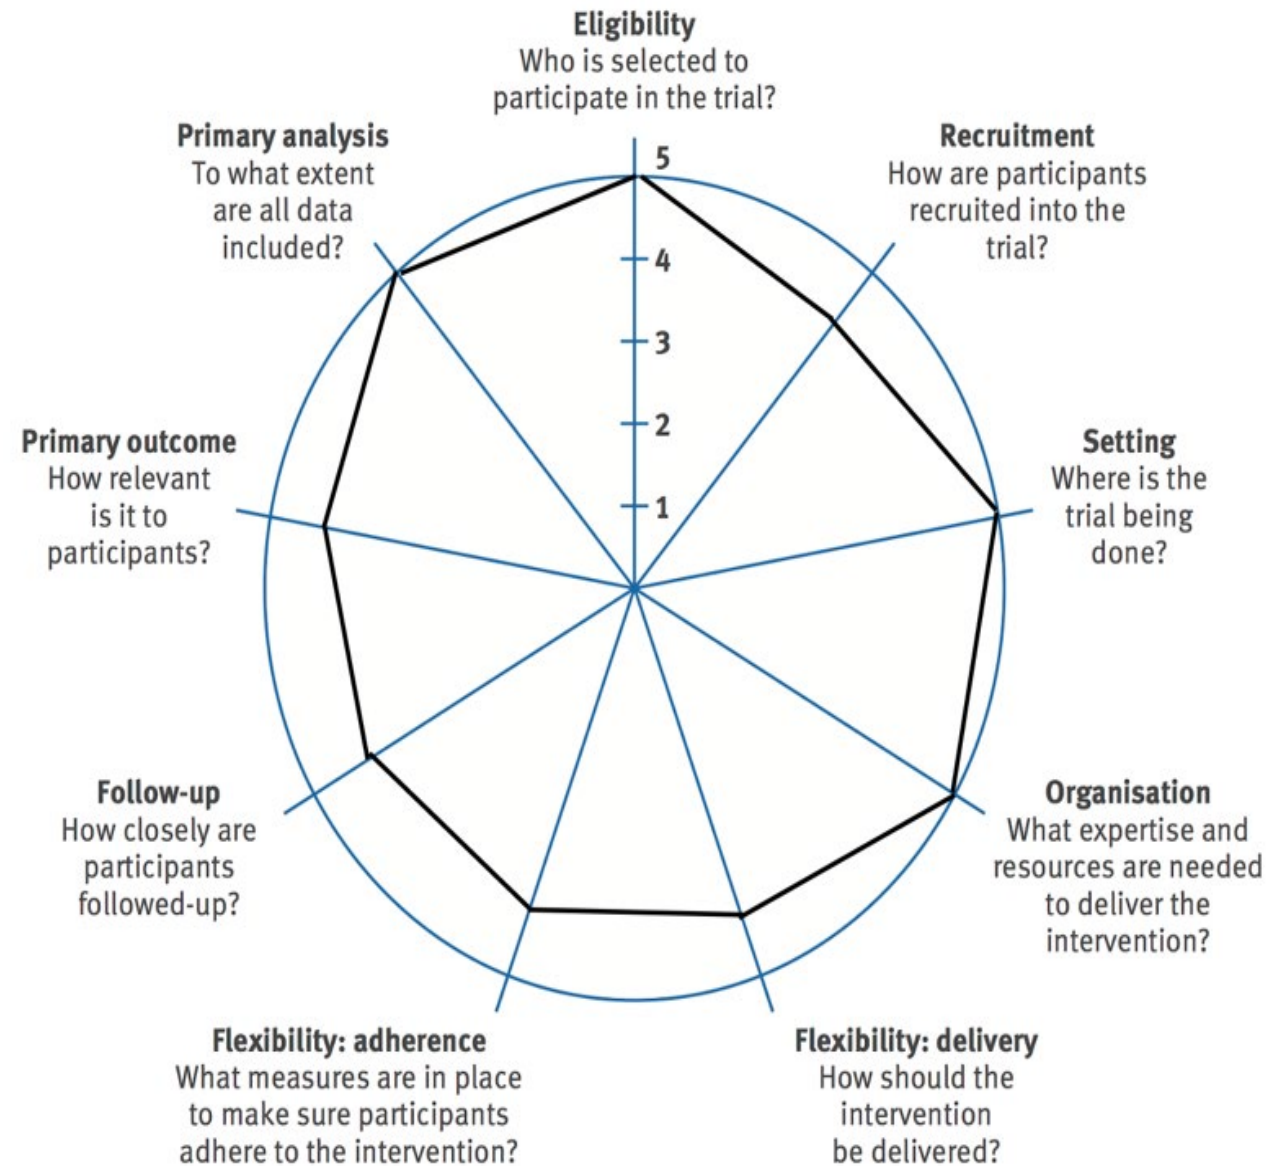 Eligibility
Who is selected to
participate in the trial?
Primary analysis
To what extent
are all data
included?
Recruitment
How are participants
recruited into the
trial?
5
4
3
2
1
Primary outcome
How relevant
is it to
participants?
Setting
Where is the
trial being
done?
Follow-up
How closely are
participants
followed-up?
Organisation
What expertise and
resources are needed
to deliver the
intervention?
Flexibility: adherence
What measures are in place
to make sure participants
adhere to the intervention?
Flexibility: delivery
How should the
intervention
be delivered?